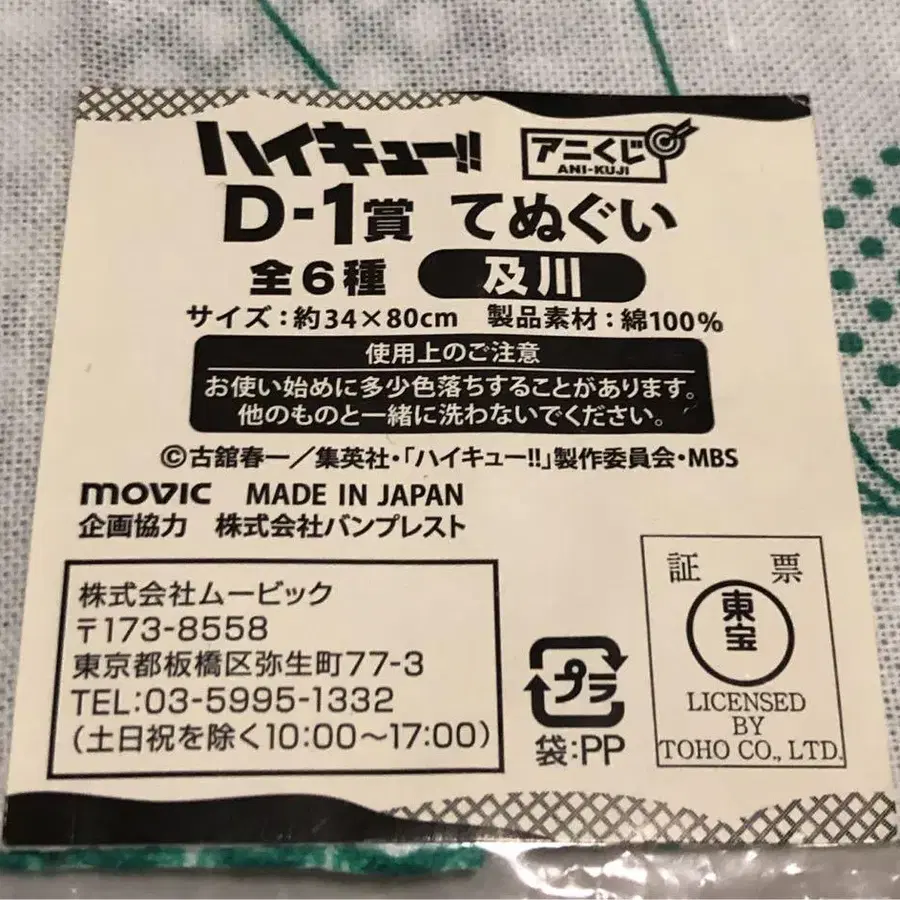 ハイキュー!! アニくじ
ANI-KUJI
D-1賞 てぬぐい
全6種 及川
サイズ：約34×80cm 製品素材：綿100%
使用上のご注意
お使い始めに多少色落ちすることがあります。
他のものと一緒に洗わないでください。
©古舘春一／集英社・「ハイキュー!!」製作委員会・MBS
movic MADE IN JAPAN
企画協力 株式会社バンプレスト
株式会社ムービック
〒173-8558
東京都板橋区弥生町77-3
TEL:03-5995-1332
(土日祝を除く10:00～17:00)
プラ
袋:PP
証 票
東宝
LICENSED
BY
TOHO CO., LTD.